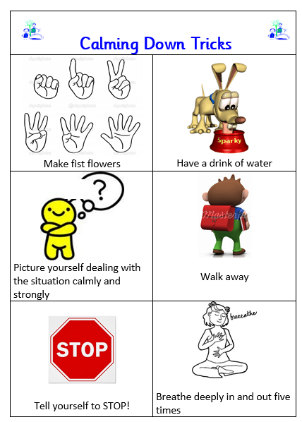 Calming Down Tricks
Make fist flowers
Sparky
Have a drink of water
?
Picture yourself dealing with
the situation calmly and
strongly
Walk away
STOP
Tell yourself to STOP!
breathe
Breathe deeply in and out five
times